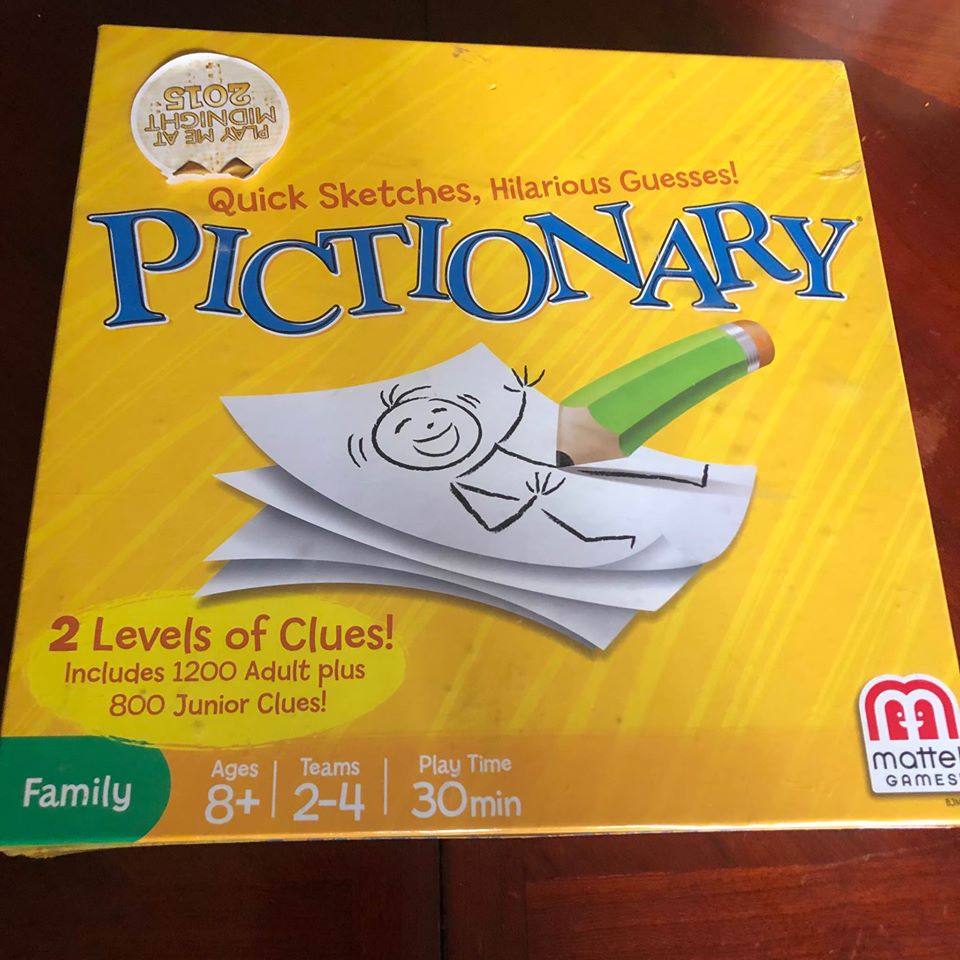 PLAY ME AT
MIDNIGHT
2015
Quick Sketches, Hilarious Guesses!
PICTIONARY®
2 Levels of Clues!
Includes 1200 Adult plus
800 Junior Clues!
Family
Ages
8+
Teams
2-4
Play Time
30min
mattel
GAMES